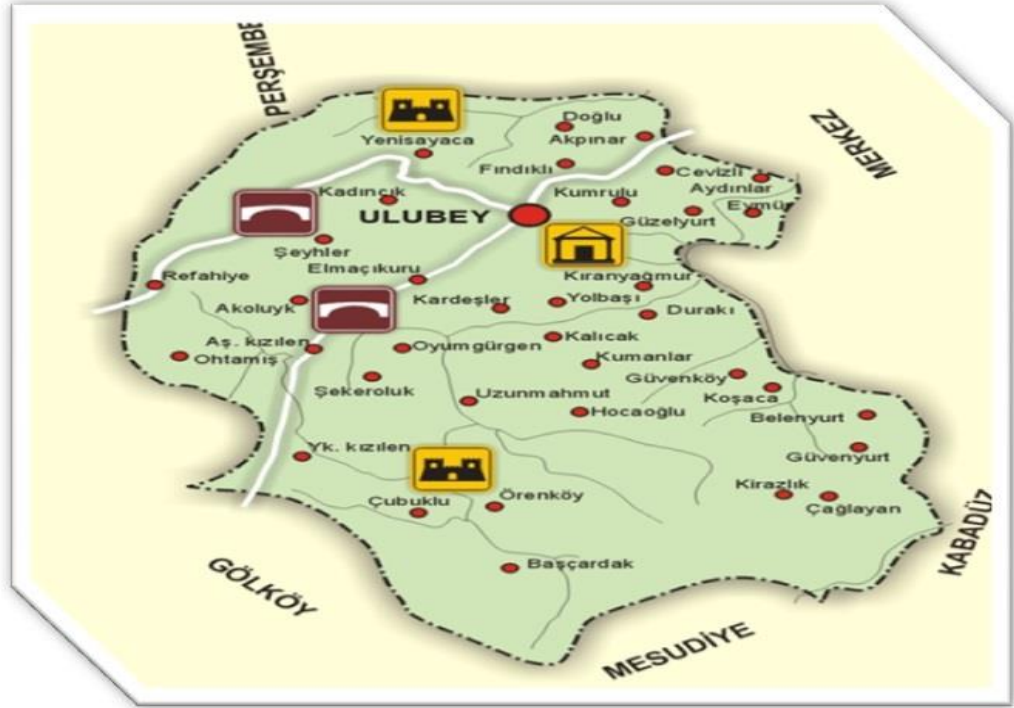 PERŞEMBE
MERKEZ
Doğlu
Akpınar
Yenisayaca
Fındıklı
Cevizli
Aydınlar
Kadıncık
Kumrulu
Eymü
ULUBEY
Güzelyurt
Şeyhler
Elmaçıkuru
Refahiye
Kıranyağmur
Akoluyk
Kardeşler
Yolbaşı
Durakı
Aş. kızılen
Oyumgürgen
Kalıcak
Ohtamış
Kumanlar
Güvenköy
Şekeroluk
Uzunmahmut
Koşaca
Hocaoğlu
Belenyurt
Yk. kızılen
Güvenyurt
Kirazlık
Çubuklu
Örenköy
Çağlayan
KABADÜZ
Başçardak
GÖLKÖY
MESUDİYE